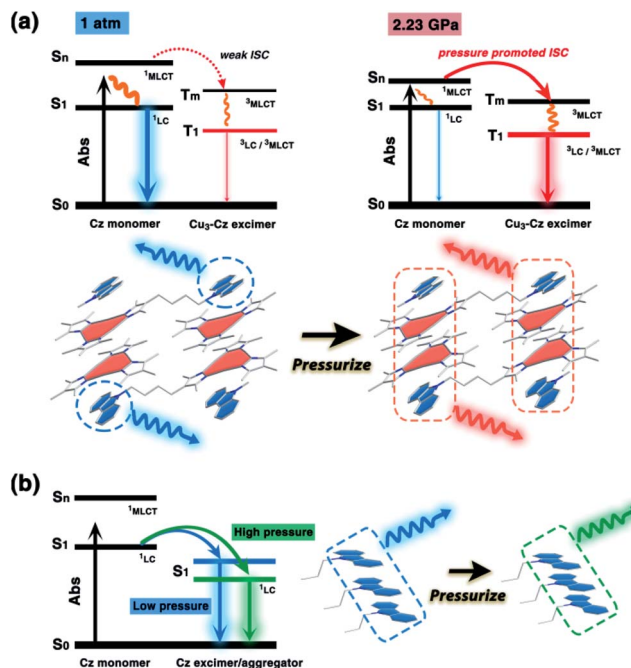 (a)
1 atm
Sn
¹MLCT
weak ISC
Tm
³MLCT
S1
¹LC
T1
³LC / ³MLCT
Abs
S0
Cz monomer
Cu₃-Cz excimer
2.23 GPa
pressure promoted ISC
Sn
¹MLCT
Tm
³MLCT
S1
¹LC
T1
³LC / ³MLCT
Abs
S0
Cz monomer
Cu₃-Cz excimer
Pressurize
(b)
Sn
¹MLCT
High pressure
S1
¹LC
S1
¹LC
Low pressure
Abs
S0
Cz monomer
Cz excimer/aggregator
Pressurize